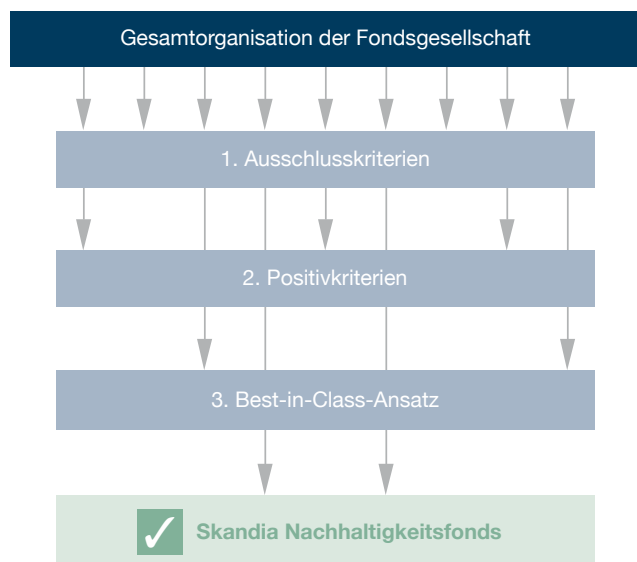 Gesamtorganisation der Fondsgesellschaft
1. Ausschlusskriterien
2. Positivkriterien
3. Best-in-Class-Ansatz
Skandia Nachhaltigkeitsfonds